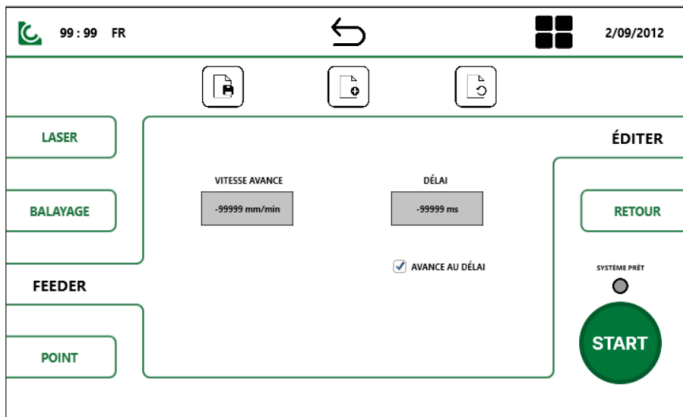 99 : 99 FR
2/09/2012
LASER
ÉDITER
VITESSE AVANCE
DÉLAI
BALAYAGE
-99999 mm/min
-99999 ms
RETOUR
AVANCE AU DÉLAI
SYSTÈME PRÊT
FEEDER
START
POINT